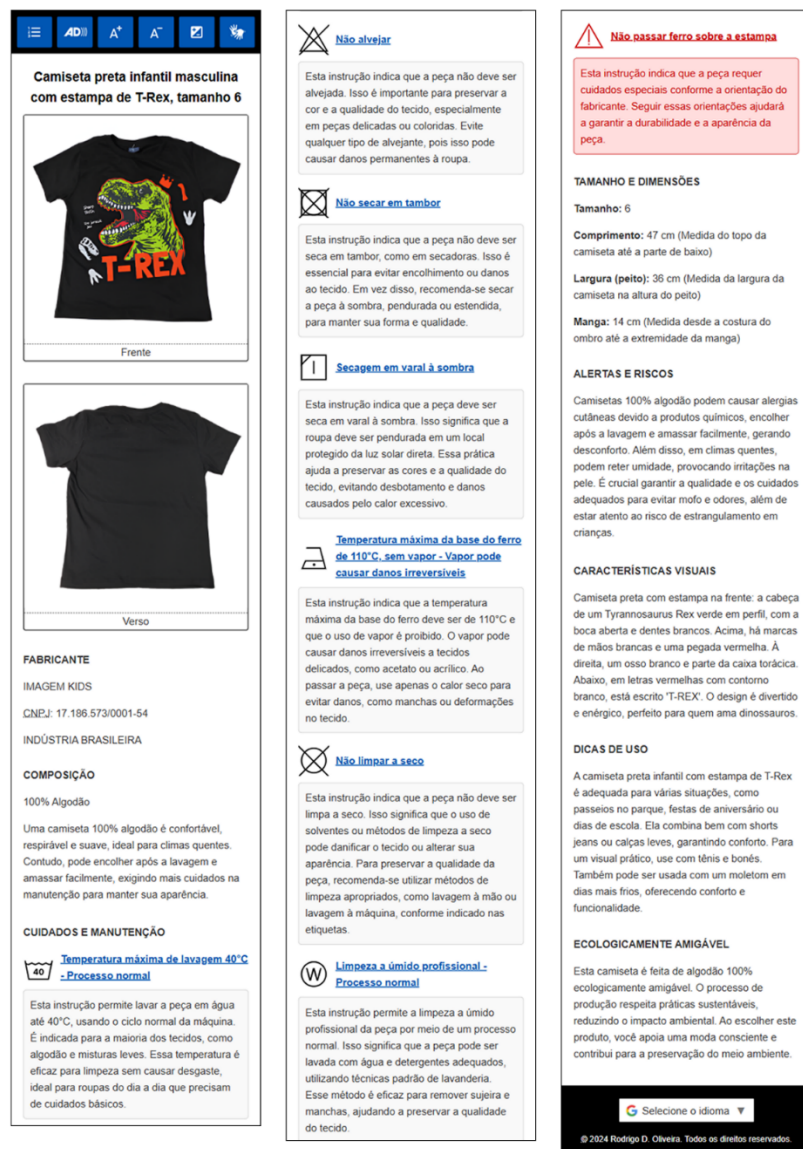 AD)))
A+
A-
Camiseta preta infantil masculina
com estampa de T-Rex, tamanho 6
T-REX
Frente
Verso
FABRICANTE
IMAGEM KIDS
CNPJ: 17.186.573/0001-54
INDÚSTRIA BRASILEIRA
COMPOSIÇÃO
100% Algodão
Uma camiseta 100% algodão é confortável,
respirável e suave, ideal para climas quentes.
Contudo, pode encolher após a lavagem e
amassar facilmente, exigindo mais cuidados na
manutenção para manter sua aparência.
CUIDADOS E MANUTENÇÃO
40
Temperatura máxima de lavagem 40°C
- Processo normal
Esta instrução permite lavar a peça em água
até 40°C, usando o ciclo normal da máquina.
É indicada para a maioria dos tecidos, como
algodão e misturas leves. Essa temperatura é
eficaz para limpeza sem causar desgaste,
ideal para roupas do dia a dia que precisam
de cuidados básicos.
Não alvejar
Esta instrução indica que a peça não deve ser
alvejada. Isso é importante para preservar a
cor e a qualidade do tecido, especialmente
em peças delicadas ou coloridas. Evite
qualquer tipo de alvejante, pois isso pode
causar danos permanentes à roupa.
Não secar em tambor
Esta instrução indica que a peça não deve ser
seca em tambor, como em secadoras. Isso é
essencial para evitar encolhimento ou danos
ao tecido. Em vez disso, recomenda-se secar
a peça à sombra, pendurada ou estendida,
para manter sua forma e qualidade.
Secagem em varal à sombra
Esta instrução indica que a peça deve ser
seca em varal à sombra. Isso significa que a
roupa deve ser pendurada em um local
protegido da luz solar direta. Essa prática
ajuda a preservar as cores e a qualidade do
tecido, evitando desbotamento e danos
causados pelo calor excessivo.
Temperatura máxima da base do ferro
de 110°C, sem vapor - Vapor pode
causar danos irreversíveis
Esta instrução indica que a temperatura
máxima da base do ferro deve ser de 110°C e
que o uso de vapor é proibido. O vapor pode
causar danos irreversíveis a tecidos
delicados, como acetato ou acrílico. Ao
passar a peça, use apenas o calor seco para
evitar danos, como manchas ou deformações
no tecido.
Não limpar a seco
Esta instrução indica que a peça não deve ser
limpa a seco. Isso significa que o uso de
solventes ou métodos de limpeza a seco
pode danificar o tecido ou alterar sua
aparência. Para preservar a qualidade da
peça, recomenda-se utilizar métodos de
limpeza apropriados, como lavagem à mão ou
lavagem à máquina, conforme indicado nas
etiquetas.
W
Limpeza a úmido profissional -
Processo normal
Esta instrução permite a limpeza a úmido
profissional da peça por meio de um processo
normal. Isso significa que a peça pode ser
lavada com água e detergentes adequados,
utilizando técnicas padrão de lavanderia.
Esse método é eficaz para remover sujeira e
manchas, ajudando a preservar a qualidade
do tecido.
Não passar ferro sobre a estampa
Esta instrução indica que a peça requer
cuidados especiais conforme a orientação do
fabricante. Seguir essas orientações ajudará
a garantir a durabilidade e a aparência da
peça.
TAMANHO E DIMENSÕES
Tamanho: 6
Comprimento: 47 cm (Medida do topo da
camiseta até a parte de baixo)
Largura (peito): 36 cm (Medida da largura da
camiseta na altura do peito)
Manga: 14 cm (Medida desde a costura do
ombro até a extremidade da manga)
ALERTAS E RISCOS
Camisetas 100% algodão podem causar alergias
cutâneas devido a produtos químicos, encolher
após a lavagem e amassar facilmente, gerando
desconforto. Além disso, em climas quentes,
podem reter umidade, provocando irritações na
pele. É crucial garantir a qualidade e os cuidados
adequados para evitar mofo e odores, além de
estar atento ao risco de estrangulamento em
crianças.
CARACTERÍSTICAS VISUAIS
Camiseta preta com estampa na frente: a cabeça
de um Tyrannosaurus Rex verde em perfil, com a
boca aberta e dentes brancos. Acima, há marcas
de mãos brancas e uma pegada vermelha. À
direita, um osso branco e parte da caixa torácica.
Abaixo, em letras vermelhas com contorno
branco, está escrito 'T-REX'. O design é divertido
e enérgico, perfeito para quem ama dinossauros.
DICAS DE USO
A camiseta preta infantil com estampa de T-Rex
é adequada para várias situações, como
passeios no parque, festas de aniversário ou
dias de escola. Ela combina bem com shorts
jeans ou calças leves, garantindo conforto. Para
um visual prático, use com tênis e bonés.
Também pode ser usada com um moletom em
dias mais frios, oferecendo conforto e
funcionalidade.
ECOLOGICAMENTE AMIGÁVEL
Esta camiseta é feita de algodão 100%
ecologicamente amigável. O processo de
produção respeita práticas sustentáveis,
reduzindo o impacto ambiental. Ao escolher este
produto, você apoia uma moda consciente e
contribui para a preservação do meio ambiente.
G Selecione o idioma ▼
© 2024 Rodrigo D. Oliveira. Todos os direitos reservados.